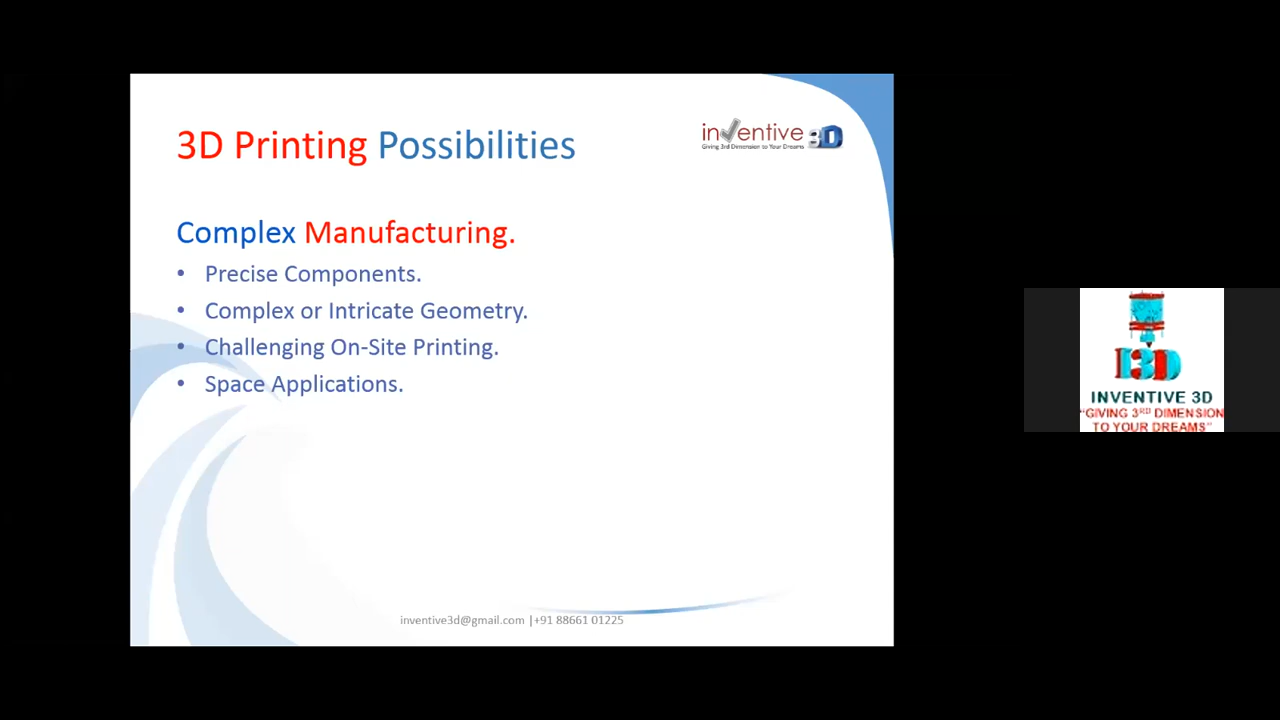 3D Printing Possibilities
inventive 3D
Giving 3rd Dimension to Your Dreams
Complex Manufacturing.
• Precise Components.
• Complex or Intricate Geometry.
• Challenging On-Site Printing.
• Space Applications.
inventive3d@gmail.com |+91 88661 01225
I3D
INVENTIVE 3D
“GIVING 3RD DIMENSION
TO YOUR DREAMS”